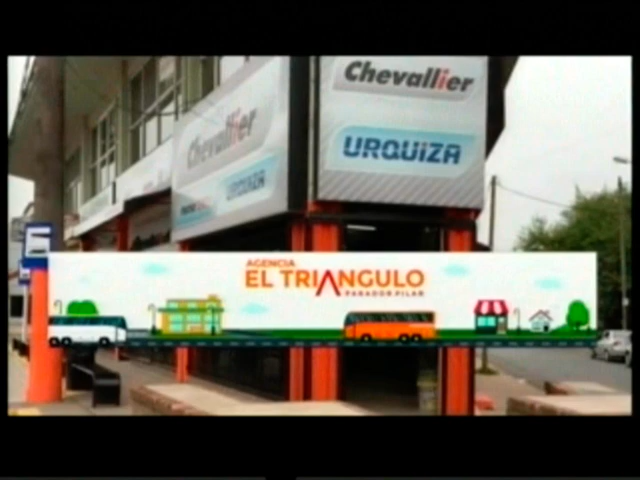 Chevallier
URQUIZA
Chevallier
URQUIZA
AGENCIA
EL TRIANGULO
PARADOR PILAR